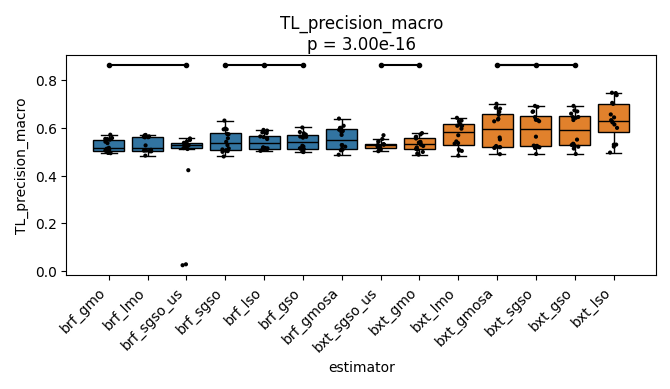 TL_precision_macro
p = 3.00e-16
TL_precision_macro
0.8
0.6
0.4
0.2
0.0
brf_gmo
brf_lmo
brf_sgso_us
brf_sgso
brf_lso
brf_gso
brf_gmosa
bxt_sgso_us
bxt_gmo
bxt_lmo
bxt_gmosa
bxt_sgso
bxt_gso
bxt_lso
estimator